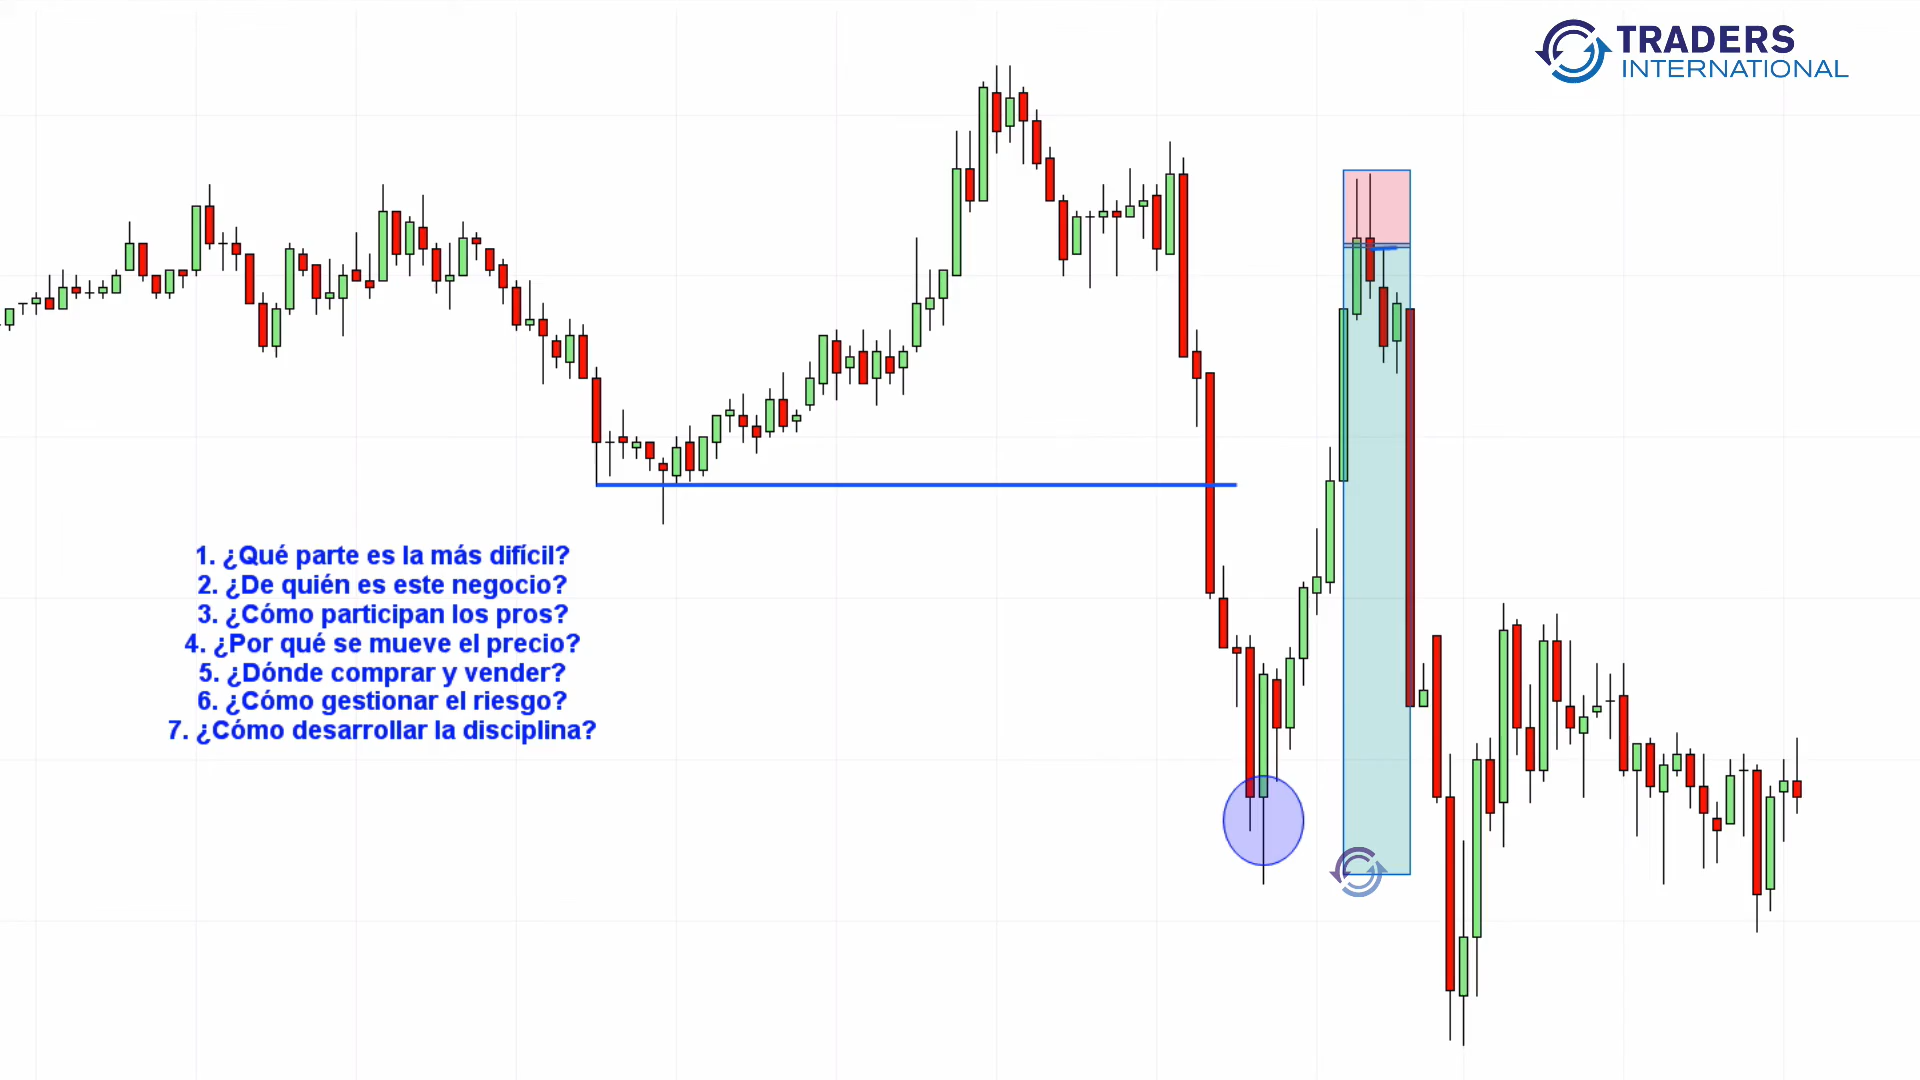 TRADERS
INTERNATIONAL
1. ¿Qué parte es la más difícil?
2. ¿De quién es este negocio?
3. ¿Cómo participan los pros?
4. ¿Por qué se mueve el precio?
5. ¿Dónde comprar y vender?
6. ¿Cómo gestionar el riesgo?
7. ¿Cómo desarrollar la disciplina?